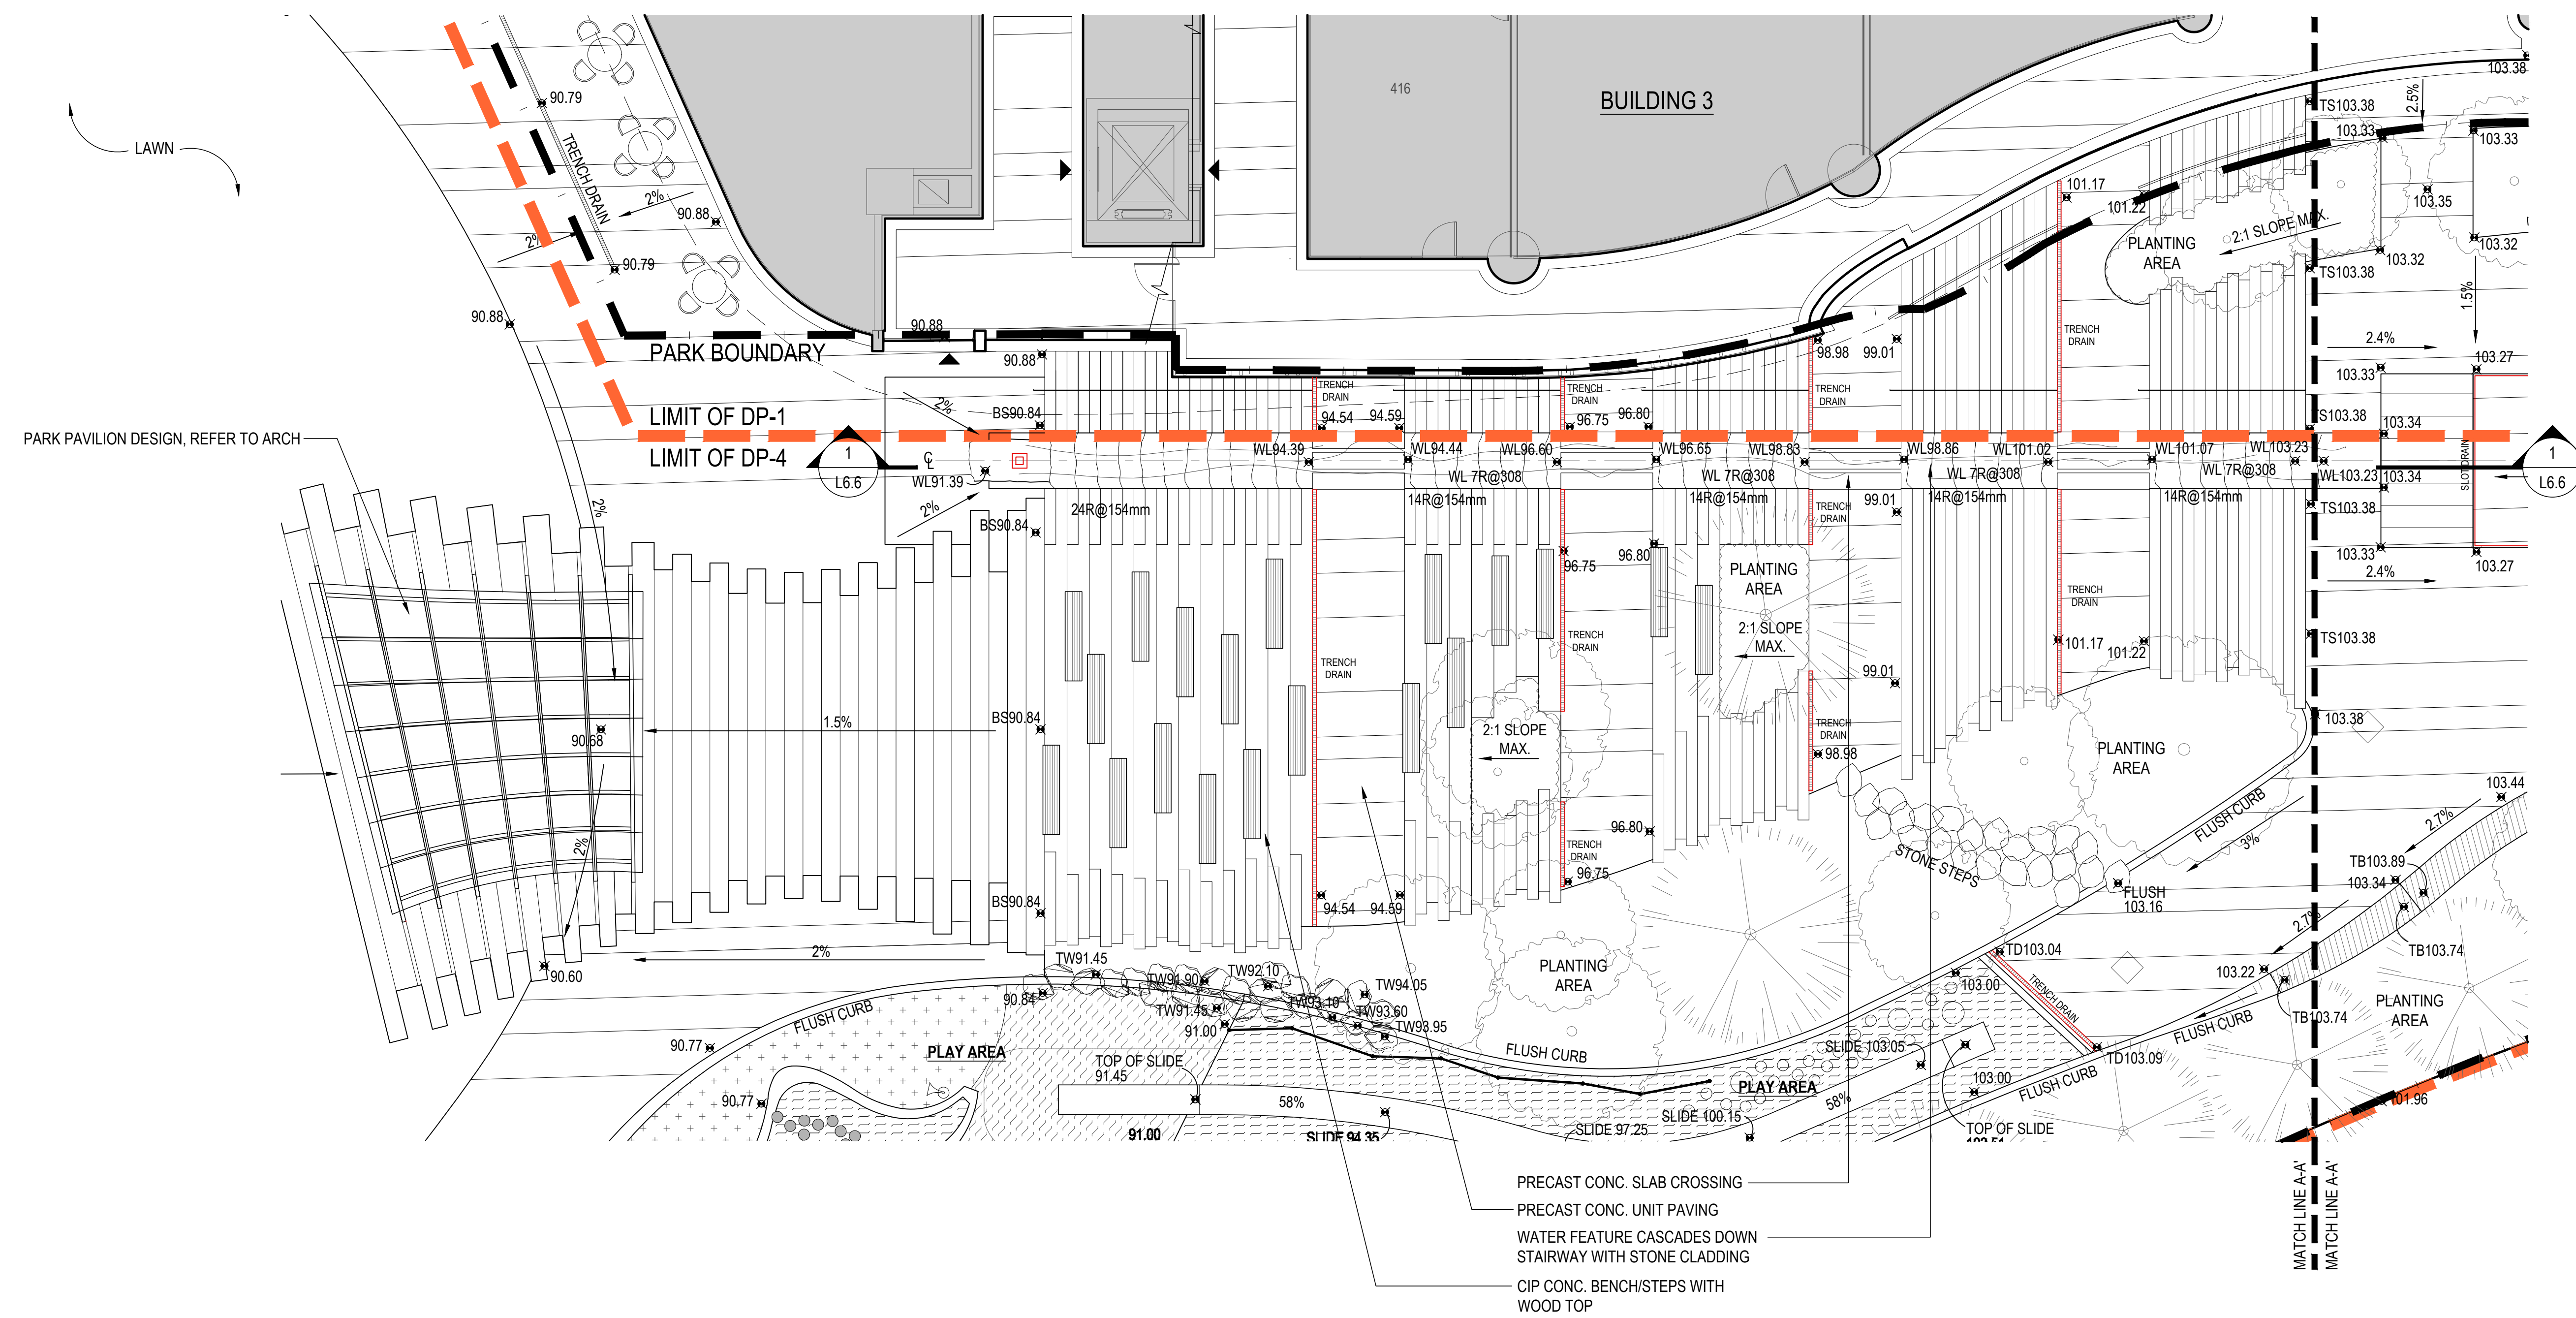 416
BUILDING 3
103.38
TS103.38
2.5%
90.79
TRENCH DRAIN
LAWN
103.33
103.33
2%
90.88
101.17
101.22
2:1 SLOPE MAX.
103.35
PLANTING
AREA
2%
90.79
103.32
103.32
TS103.38
90.88
90.88
1.5%
TRENCH
DRAIN
PARK BOUNDARY
90.88
98.98
99.01
2.4%
103.27
103.33
TRENCH
DRAIN
TRENCH
DRAIN
TRENCH
DRAIN
2%
LIMIT OF DP-1
BS90.84
94.54
94.59
96.75
96.80
TS103.38
103.34
PARK PAVILION DESIGN, REFER TO ARCH
LIMIT OF DP-4
1
L6.6
WL94.39
WL94.44
WL96.60
WL96.65
WL98.83
WL98.86
WL101.02
WL101.07
WL103.23
WL 7R@308
WL 7R@308
WL 7R@308
WL 7R@308
WL103.23
103.34
SLOT DRAIN
1
L6.6
WL91.39
2%
2%
24R@154mm
14R@154mm
14R@154mm
14R@154mm
14R@154mm
99.01
TRENCH
DRAIN
TS103.38
BS90.84
96.75
96.80
103.33
103.27
2.4%
PLANTING
AREA
2:1 SLOPE
MAX.
TRENCH
DRAIN
TRENCH
DRAIN
TS103.38
101.17
101.22
TRENCH
DRAIN
99.01
BS90.84
1.5%
90.68
2:1 SLOPE
MAX.
TRENCH
DRAIN
98.98
103.38
PLANTING
AREA
103.44
FLUSH CURB
3%
2.7%
2%
96.80
TRENCH
DRAIN
96.75
STONE STEPS
TB103.89
103.34
FLUSH
103.16
BS90.84
94.54
94.59
2.7%
TB103.74
2%
90.60
TW91.45
TW91.90
TW92.10
TW94.05
PLANTING
AREA
TD103.04
103.00
103.22
90.84
TW91.45
TW93.10
TW93.60
TW93.95
91.00
TRENCH DRAIN
TB103.74
PLANTING
AREA
FLUSH CURB
FLUSH CURB
FLUSH CURB
90.77
PLAY AREA
TOP OF SLIDE
91.45
SLIDE 103.05
TD103.09
103.00
FLUSH CURB
PLAY AREA
90.77
58%
58%
101.96
SLIDE 100.15
91.00
SLIDE 94.35
SLIDE 97.25
TOP OF SLIDE
PRECAST CONC. SLAB CROSSING
PRECAST CONC. UNIT PAVING
WATER FEATURE CASCADES DOWN
STAIRWAY WITH STONE CLADDING
CIP CONC. BENCH/STEPS WITH
WOOD TOP
MATCH LINE A-A'
MATCH LINE A-A'